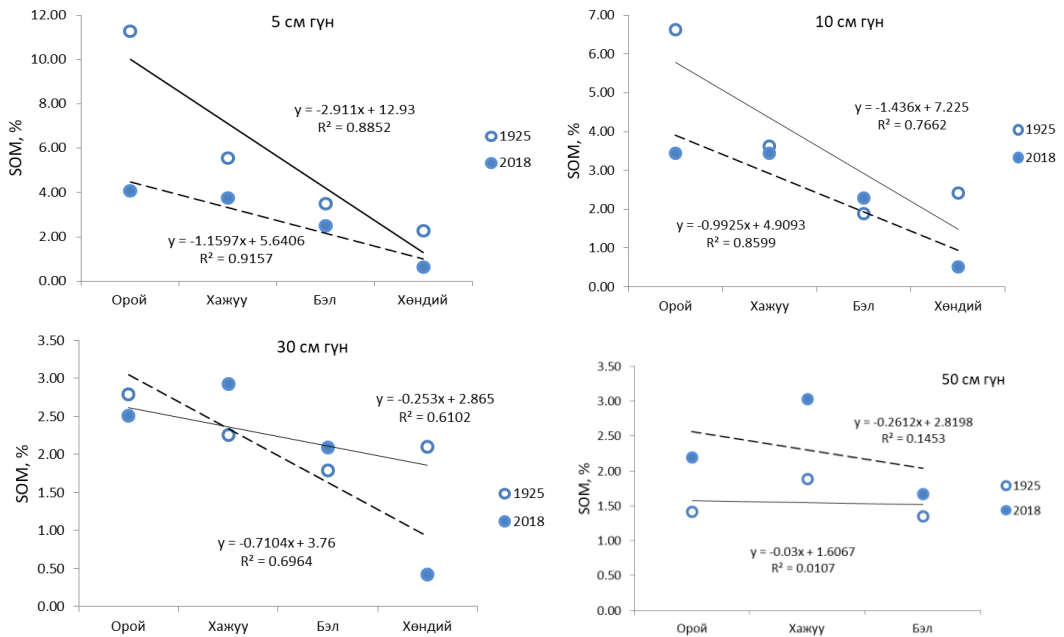 5 см гүн
12.00
10.00
8.00
6.00
4.00
2.00
0.00
SOM, %
y = -2.911x + 12.93
R² = 0.8852
y = -1.1597x + 5.6406
R² = 0.9157
1925
2018
Орой Хажуу Бэл Хөндий
10 см гүн
7.00
6.00
5.00
4.00
3.00
2.00
1.00
0.00
SOM, %
y = -1.436x + 7.225
R² = 0.7662
y = -0.9925x + 4.9093
R² = 0.8599
1925
2018
Орой Хажуу Бэл Хөндий
30 см гүн
3.50
3.00
2.50
2.00
1.50
1.00
0.50
0.00
SOM, %
y = -0.253x + 2.865
R² = 0.6102
y = -0.7104x + 3.76
R² = 0.6964
1925
2018
Орой Хажуу Бэл Хөндий
50 см гүн
3.50
3.00
2.50
2.00
1.50
1.00
0.50
0.00
SOM, %
y = -0.2612x + 2.8198
R² = 0.1453
y = -0.03x + 1.6067
R² = 0.0107
1925
2018
Орой Хажуу Бэл